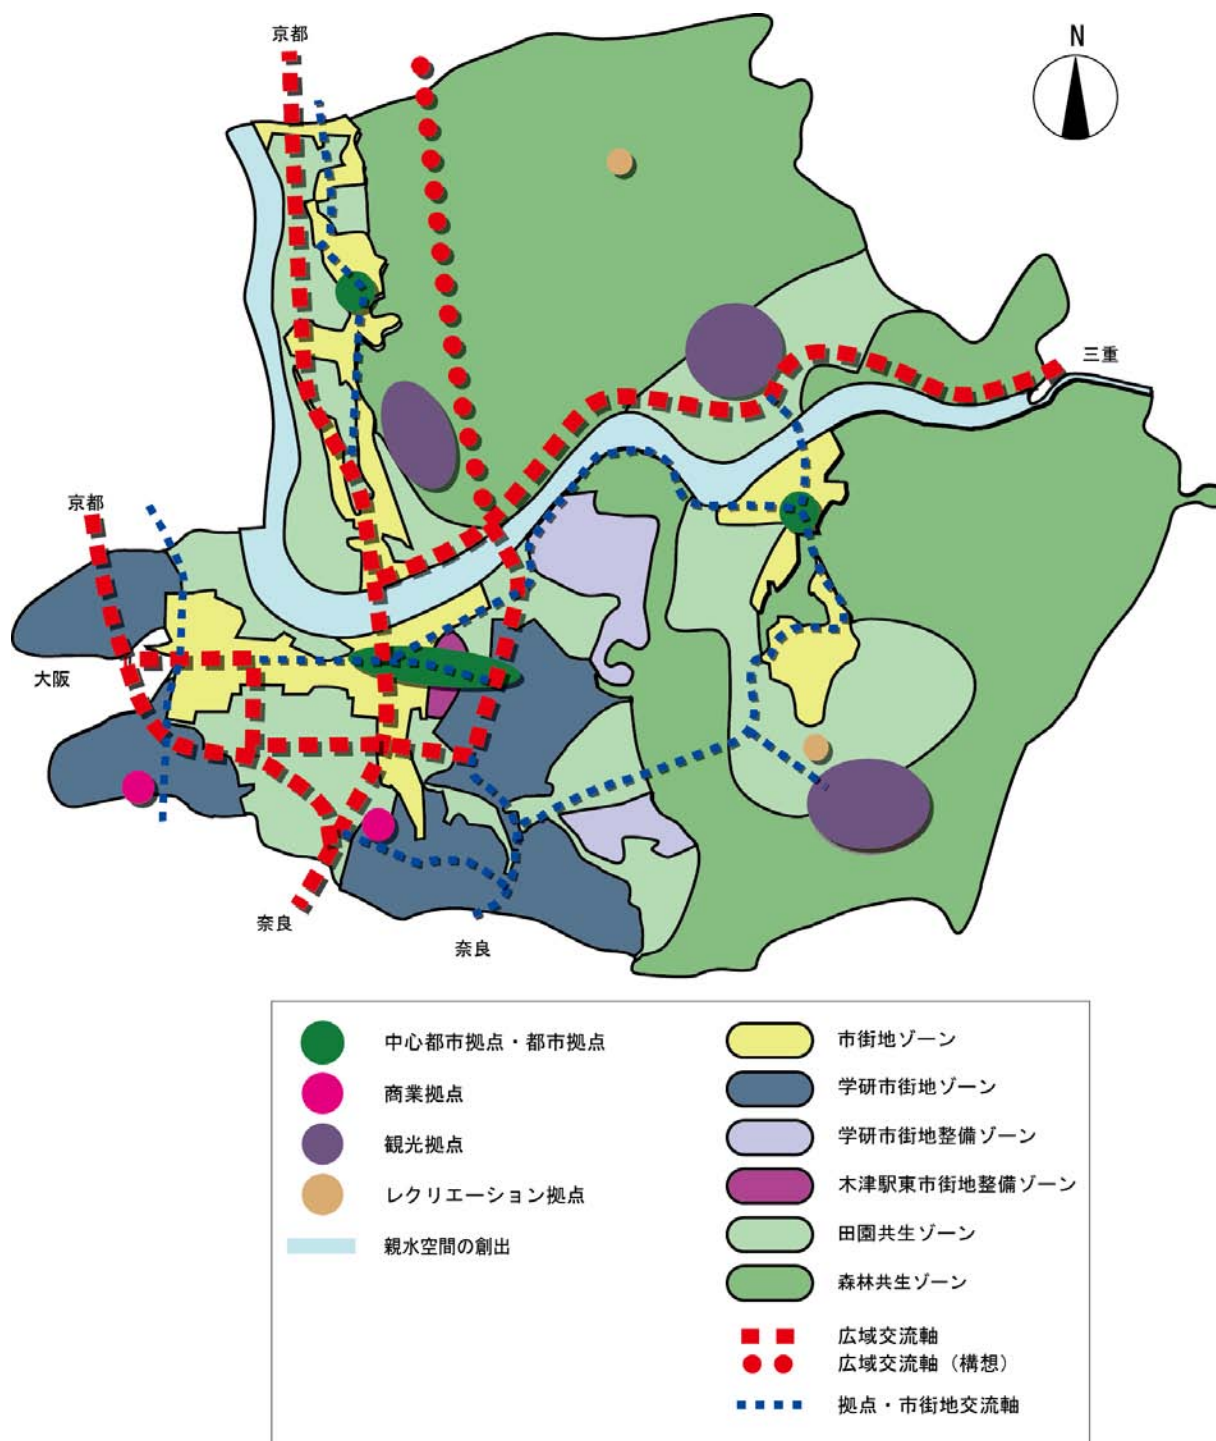 京都
N
三重
京都
大阪
奈良
奈良
中心都市拠点・都市拠点
商業拠点
観光拠点
レクリエーション拠点
親水空間の創出
市街地ゾーン
学研市街地ゾーン
学研市街地整備ゾーン
木津駅東市街地整備ゾーン
田園共生ゾーン
森林共生ゾーン
広域交流軸
広域交流軸（構想）
拠点・市街地交流軸